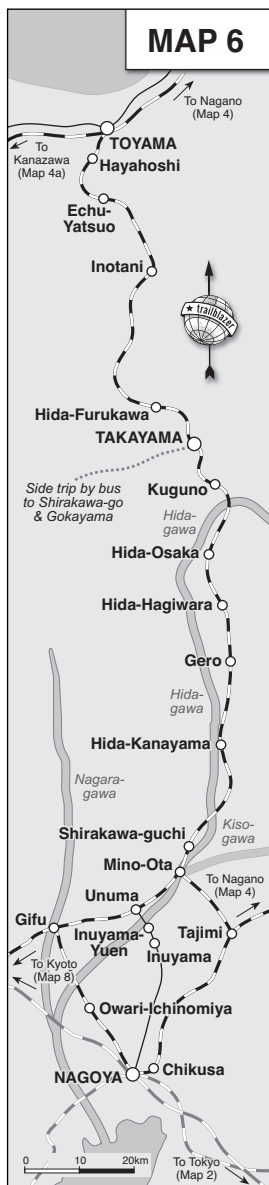 MAP 6
To Nagano
(Map 4)
TOYAMA
To
Kanazawa
(Map 4a)
Hayahoshi
Echu-
Yatsuo
Inotani
★ trailblazer
Hida-Furukawa
TAKAYAMA
Side trip by bus
to Shirakawa-go
& Gokayama
Kuguno
Hida-
gawa
Hida-Osaka
Hida-Hagiwara
Gero
Hida-
gawa
Hida-Kanayama
Nagara-
gawa
Kiso-
gawa
Shirakawa-guchi
Mino-Ota
To Nagano
(Map 4)
Unuma
Gifu
Inuyama-
Yuen
Tajimi
Inuyama
To Kyoto
(Map 8)
Owari-Ichinomiya
Chikusa
NAGOYA
0 10 20km
To Tokyo
(Map 2)